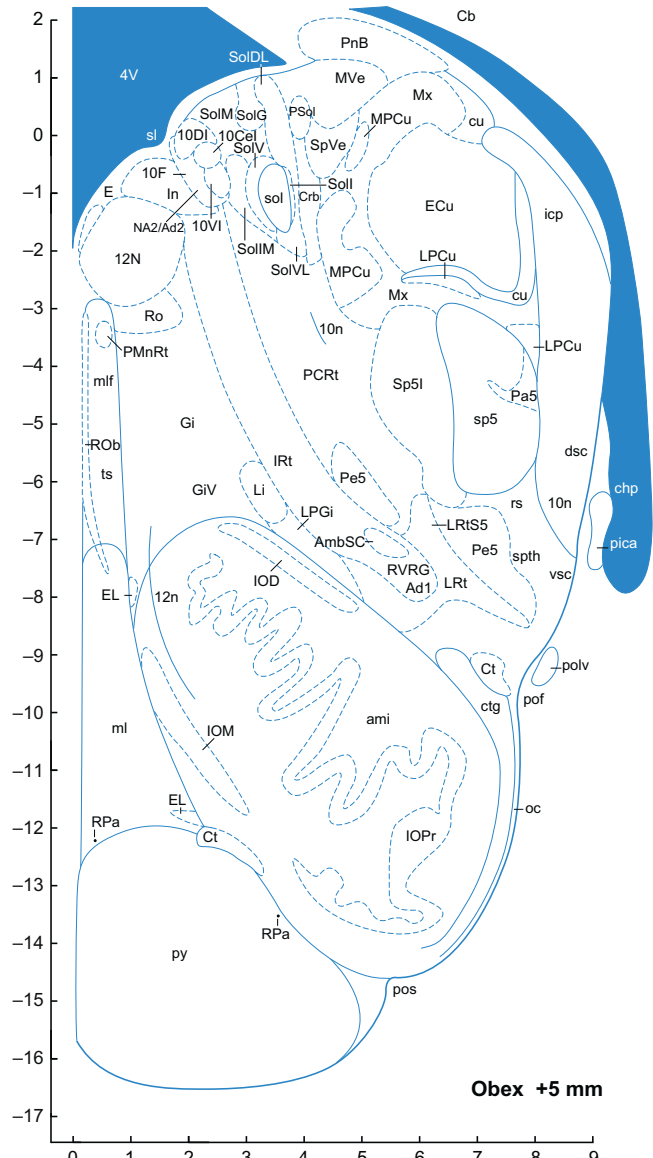 2
Cb
PnB
SolDL
1
4V
MVe
Mx
SolM
SolG
PSol
MPCu
cu
0
sl
10DI
10Cel
SolV
SpVe
10F
E
In
sol
SolI
Crb
ECu
icp
–1
NA2/Ad2
10VI
SolIM
SolVL
MPCu
LPCu
–2
12N
Mx
cu
–3
Ro
10n
PMnRt
LPCu
–4
mlf
PCRt
Sp5I
Pa5
sp5
–5
Gi
ROb
ts
IRt
dsc
–6
GiV
Li
Pe5
chp
rs
10n
LPGi
LRtS5
–7
AmbSC
Pe5
spth
pica
IOD
RVRG
Ad1
LRt
vsc
–8
EL
12n
–9
Ct
polv
ctg
pof
–10
ml
IOM
ami
–11
EL
oc
RPa
–12
Ct
IOPr
–13
RPa
–14
py
pos
–15
–16
Obex +5 mm
–17
0 1 2 3 4 5 6 7 8 9